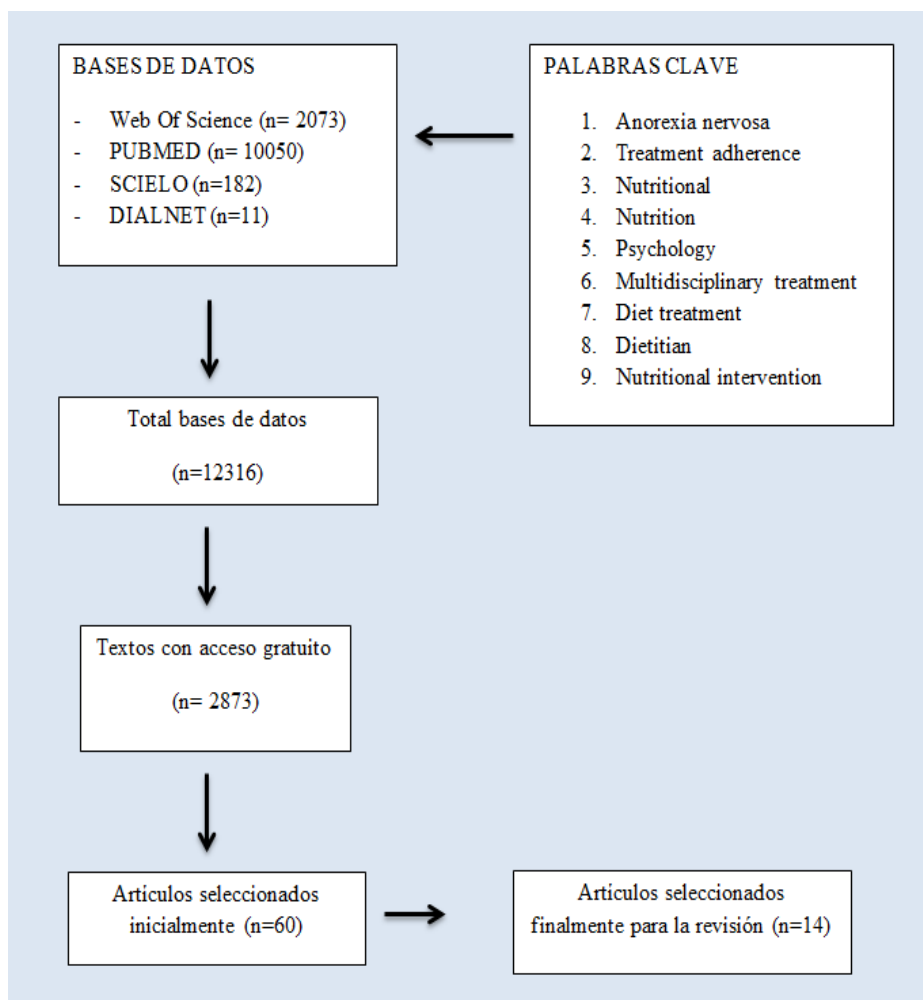 BASES DE DATOS
- Web Of Science (n= 2073)
- PUBMED (n= 10050)
- SCIELO (n=182)
- DIALNET (n=11)
PALABRAS CLAVE
1. Anorexia nervosa
2. Treatment adherence
3. Nutritional
4. Nutrition
5. Psychology
6. Multidisciplinary treatment
7. Diet treatment
8. Dietitian
9. Nutritional intervention
Total bases de datos
(n=12316)
Textos con acceso gratuito
(n= 2873)
Artículos seleccionados
inicialmente (n=60)
Artículos seleccionados
finalmente para la revisión (n=14)